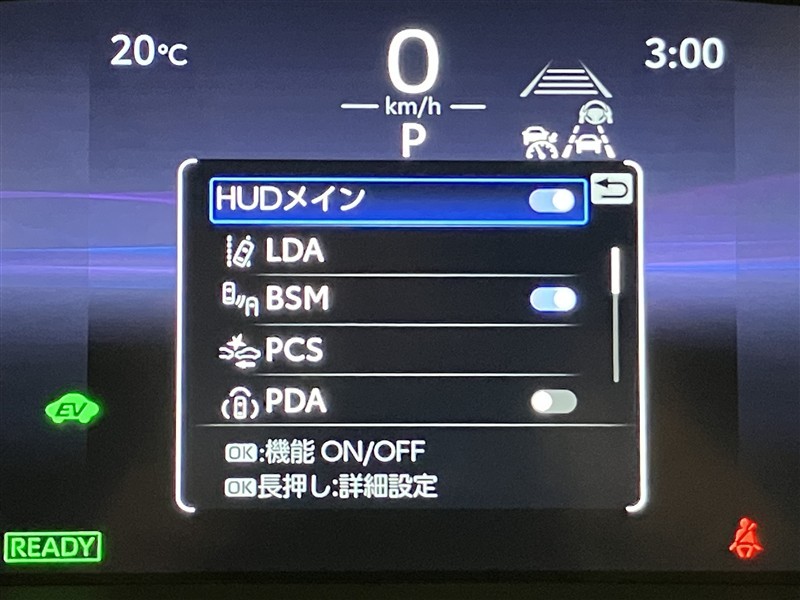 20℃
0
3:00
km/h
P
HUDメイン
LDA
BSM
PCS
PDA
EV
OK:機能 ON/OFF
OK長押し:詳細設定
READY